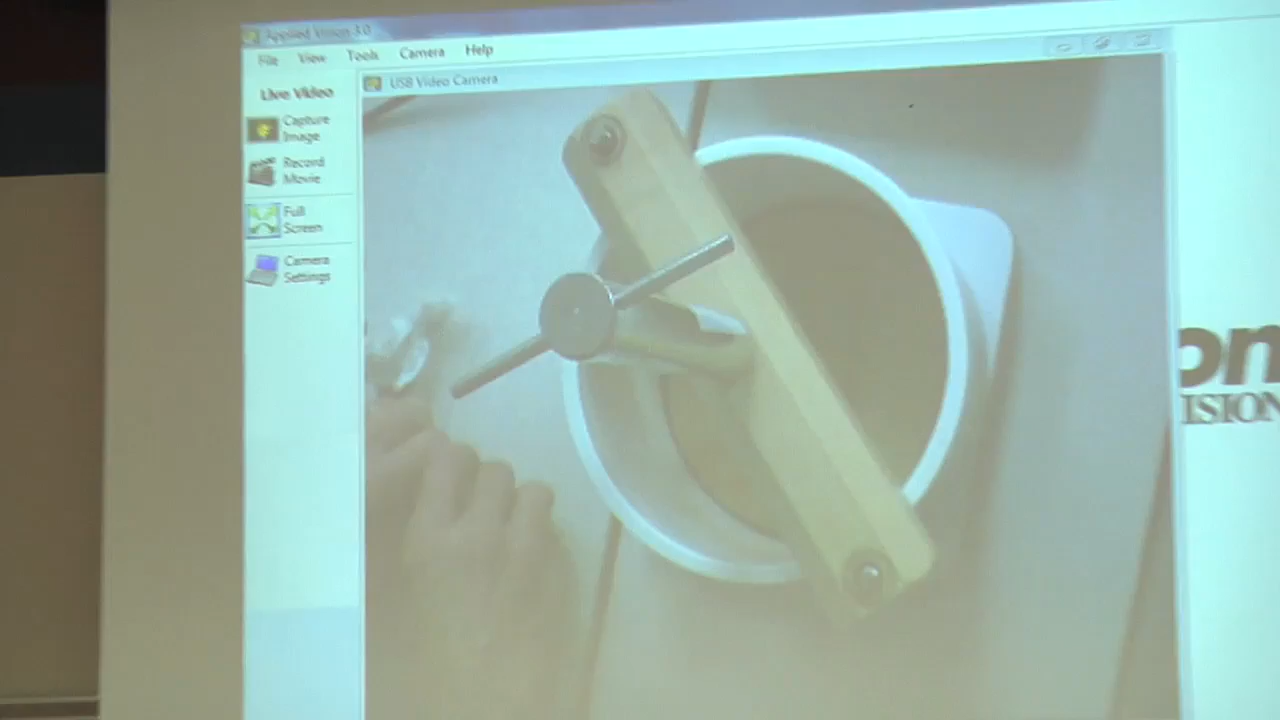 Applied Vision 3.0
File View Tools Camera Help
USB Video Camera
Live Video
Capture
Image
Record
Movie
Full
Screen
Camera
Settings
on
ISION